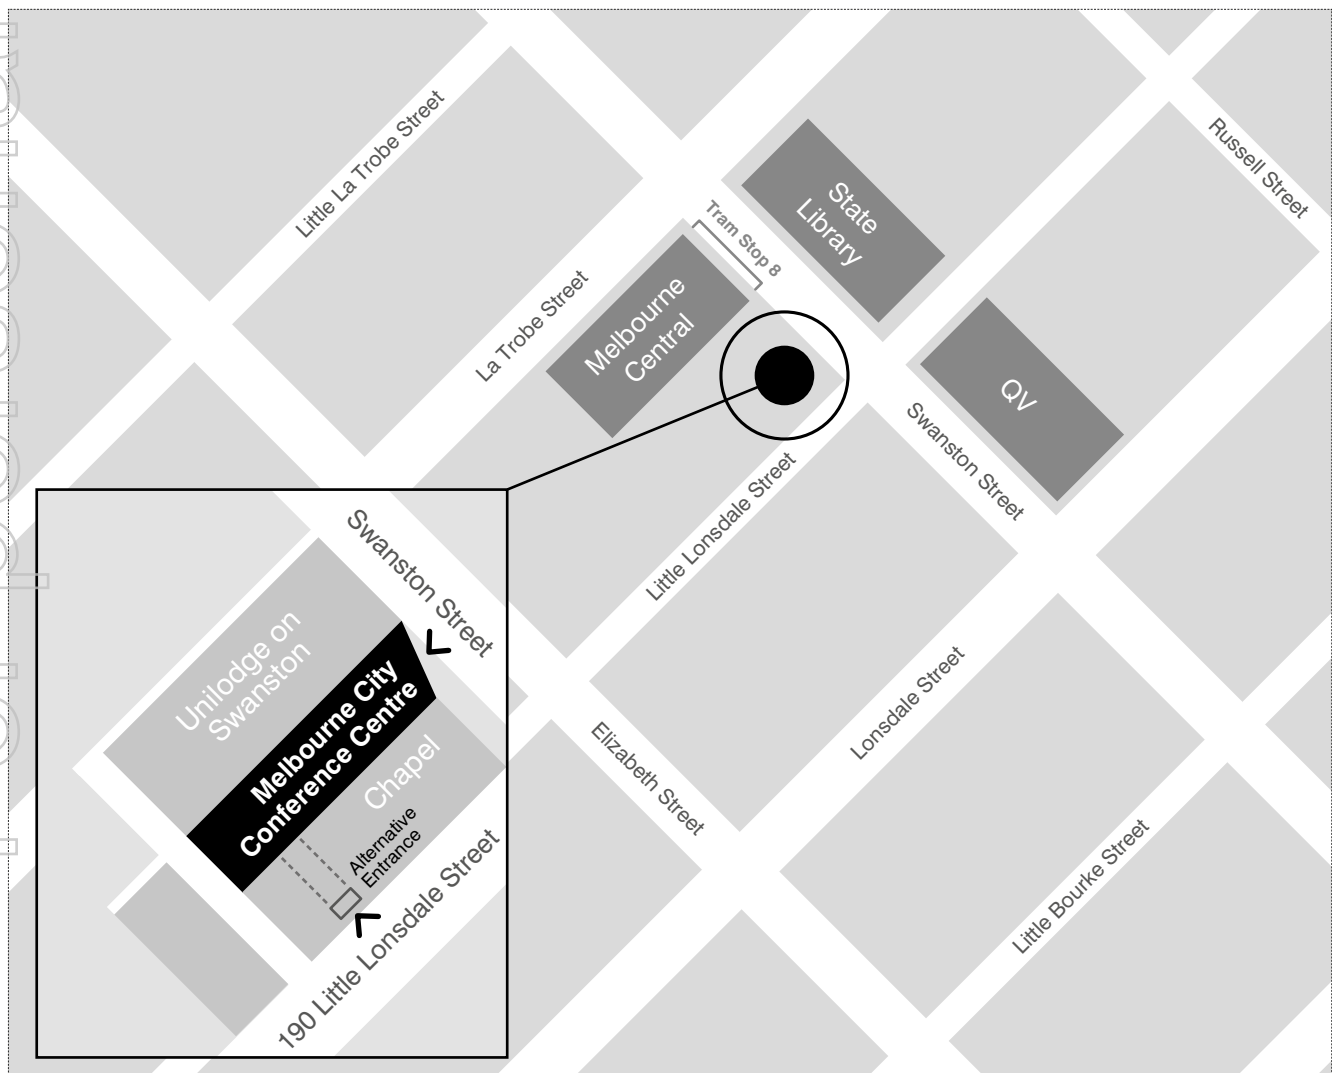 Little La Trobe Street
La Trobe Street
Tram Stop 8
State
Library
Russell Street
Melbourne
Central
QV
Swanston Street
Little Lonsdale Street
Lonsdale Street
Elizabeth Street
Little Bourke Street
Swanston Street
Unilodge on
Swanston
Melbourne City
Conference Centre
Chapel
Alternative
Entrance
190 Little Lonsdale Street